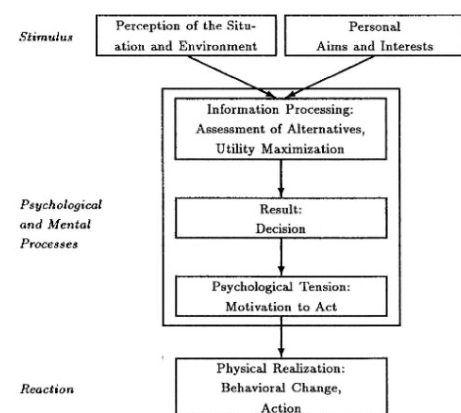 Stimulus
Perception of the Situ-
ation and Environment
Personal
Aims and Interests
Information Processing:
Assessment of Alternatives,
Utility Maximization
Psychological
and Mental
Processes
Result:
Decision
Psychological Tension:
Motivation to Act
Reaction
Physical Realization:
Behavioral Change,
Action